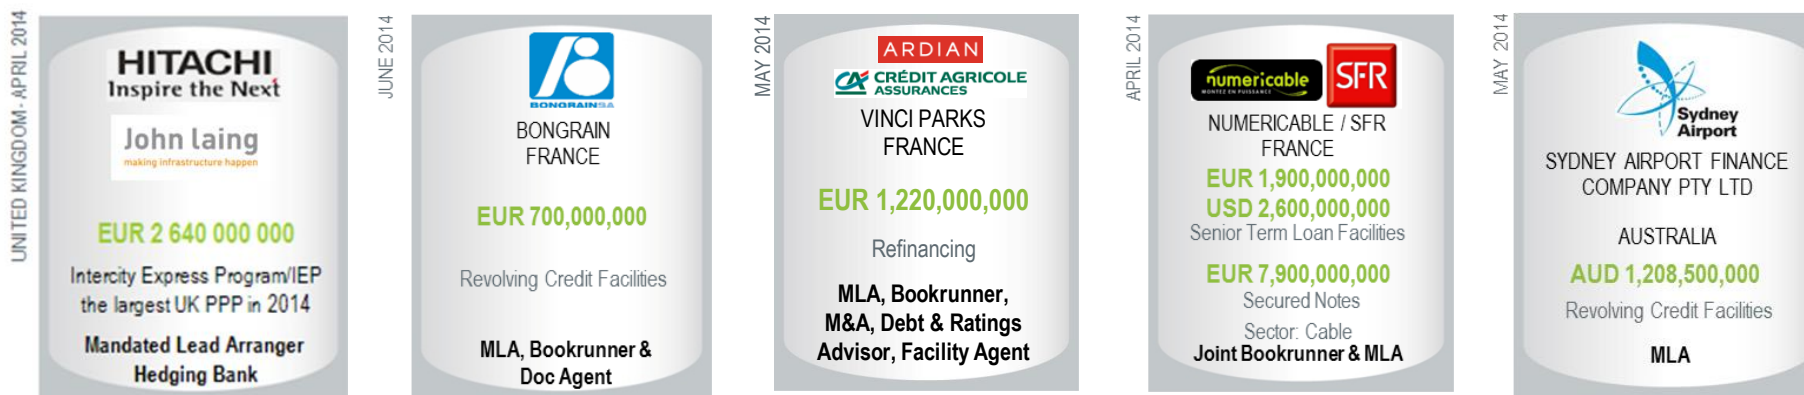 UNITED KINGDOM - APRIL 2014
HITACHI
Inspire the Next
John laing
making infrastructure happen
EUR 2 640 000 000
Intercity Express Program/IEP
the largest UK PPP in 2014
Mandated Lead Arranger
Hedging Bank
JUNE 2014
BONGRAINSA
BONGRAIN
FRANCE
EUR 700,000,000
Revolving Credit Facilities
MLA, Bookrunner &
Doc Agent
MAY 2014
ARDIAN
CA CRÉDIT AGRICOLE
ASSURANCES
VINCI PARKS
FRANCE
EUR 1,220,000,000
Refinancing
MLA, Bookrunner,
M&A, Debt & Ratings
Advisor, Facility Agent
APRIL 2014
numericable
MONTEZ EN PUISSANCE
SFR
NUMERICABLE / SFR
FRANCE
EUR 1,900,000,000
USD 2,600,000,000
Senior Term Loan Facilities
EUR 7,900,000,000
Secured Notes
Sector: Cable
Joint Bookrunner & MLA
MAY 2014
Sydney
Airport
SYDNEY AIRPORT FINANCE
COMPANY PTY LTD
AUSTRALIA
AUD 1,208,500,000
Revolving Credit Facilities
MLA